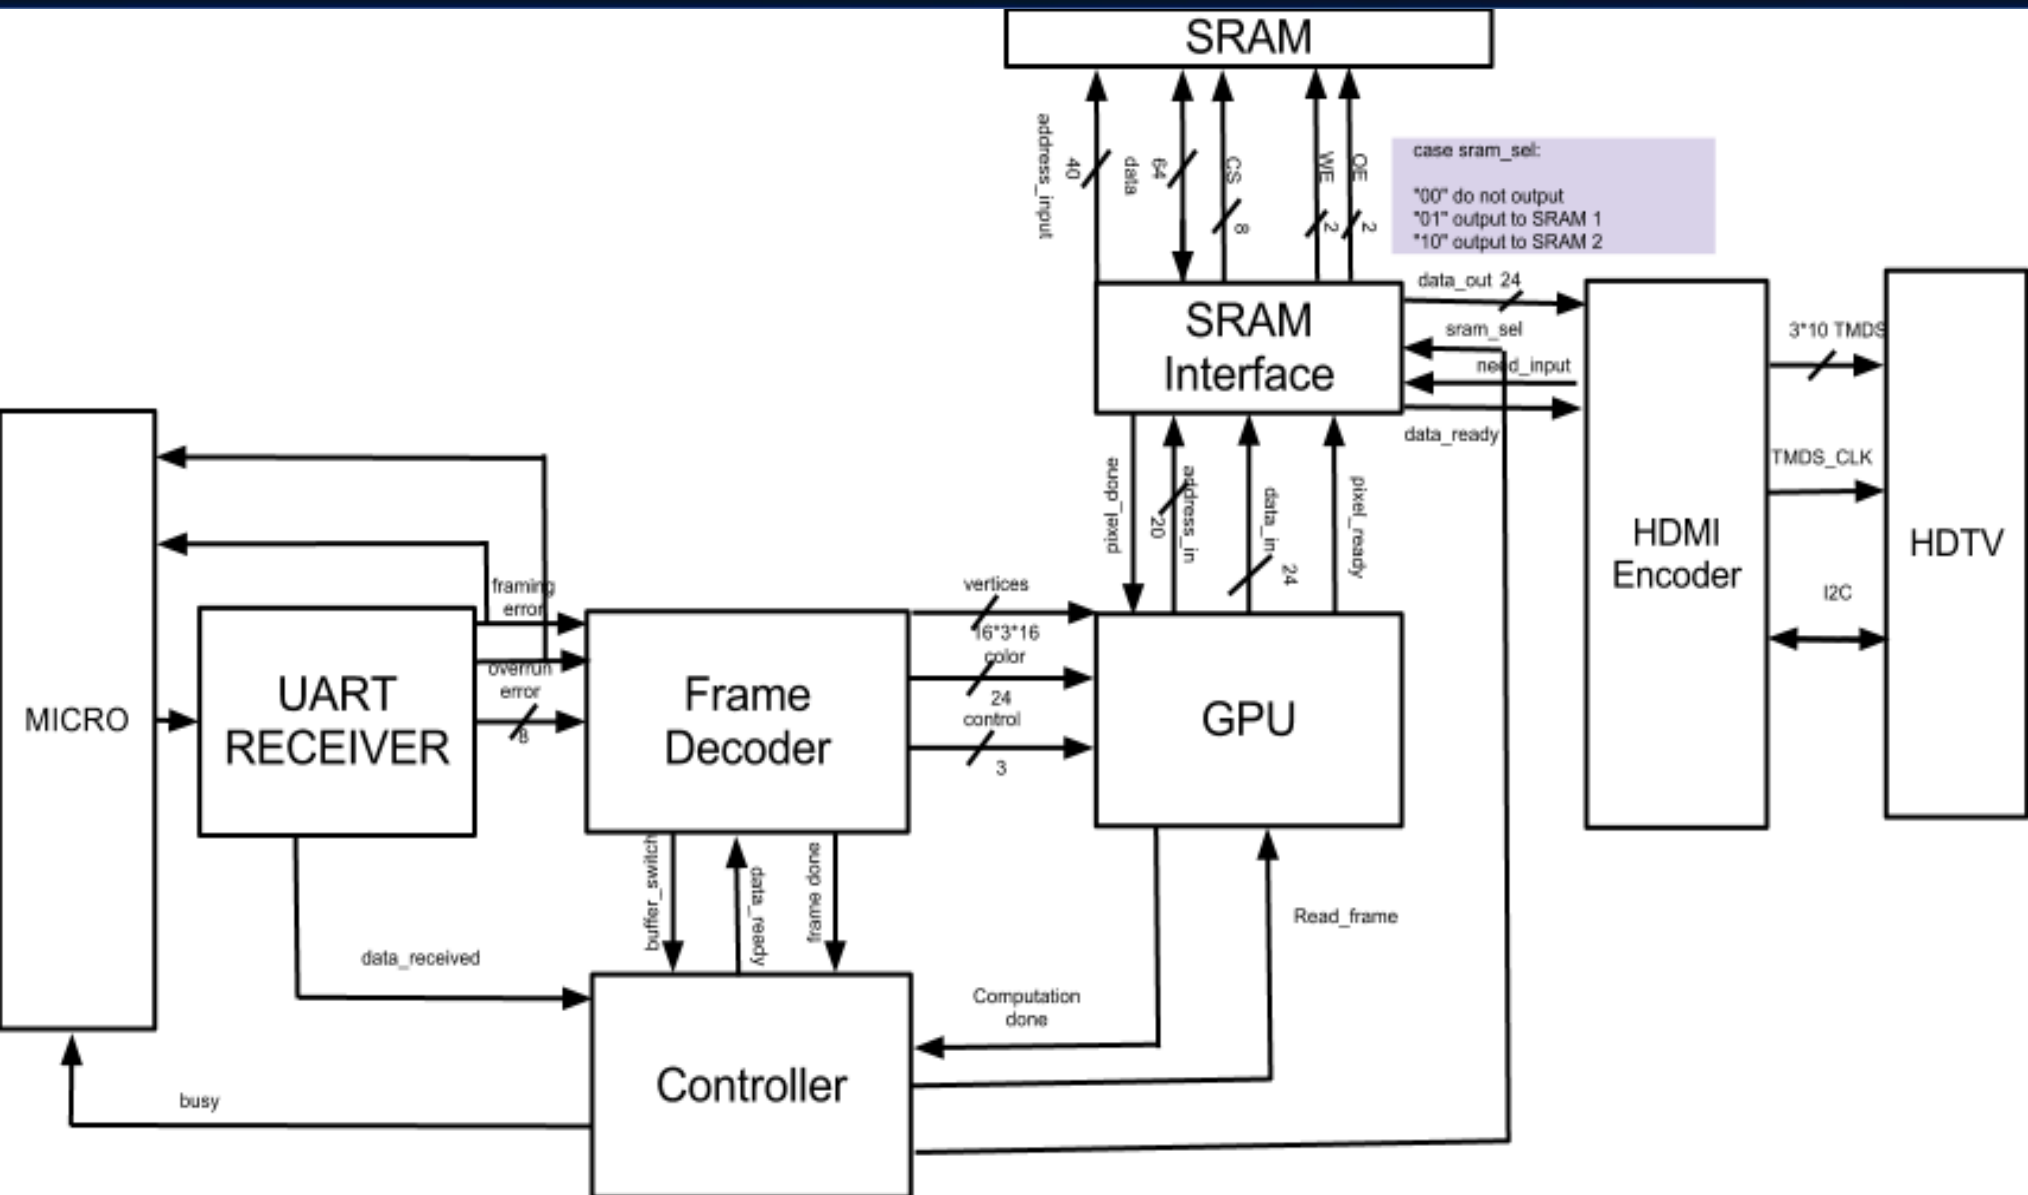 SRAM
address_input
40
data
64
CS
8
WE
2
OE
2
case sram_sel:
"00" do not output
"01" output to SRAM 1
"10" output to SRAM 2
SRAM
Interface
data_out 24
sram_sel
need_input
data_ready
3*10 TMDS
TMDS_CLK
I2C
HDMI
Encoder
HDTV
pixel_done
address_in
20
data_in
24
pixel_ready
MICRO
framing
error
overrun
error
8
UART
RECEIVER
Frame
Decoder
vertices
16*3*16
color
24
control
3
GPU
buffer_switch
data_ready
frame done
data_received
Computation
done
Read_frame
Controller
busy